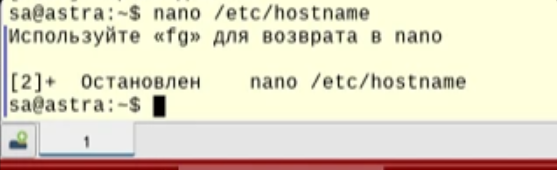 sa@astra:~$ nano /etc/hostname
Используйте «fg» для возврата в nano
[2]+  Остановлен    nano /etc/hostname
sa@astra:~$
1